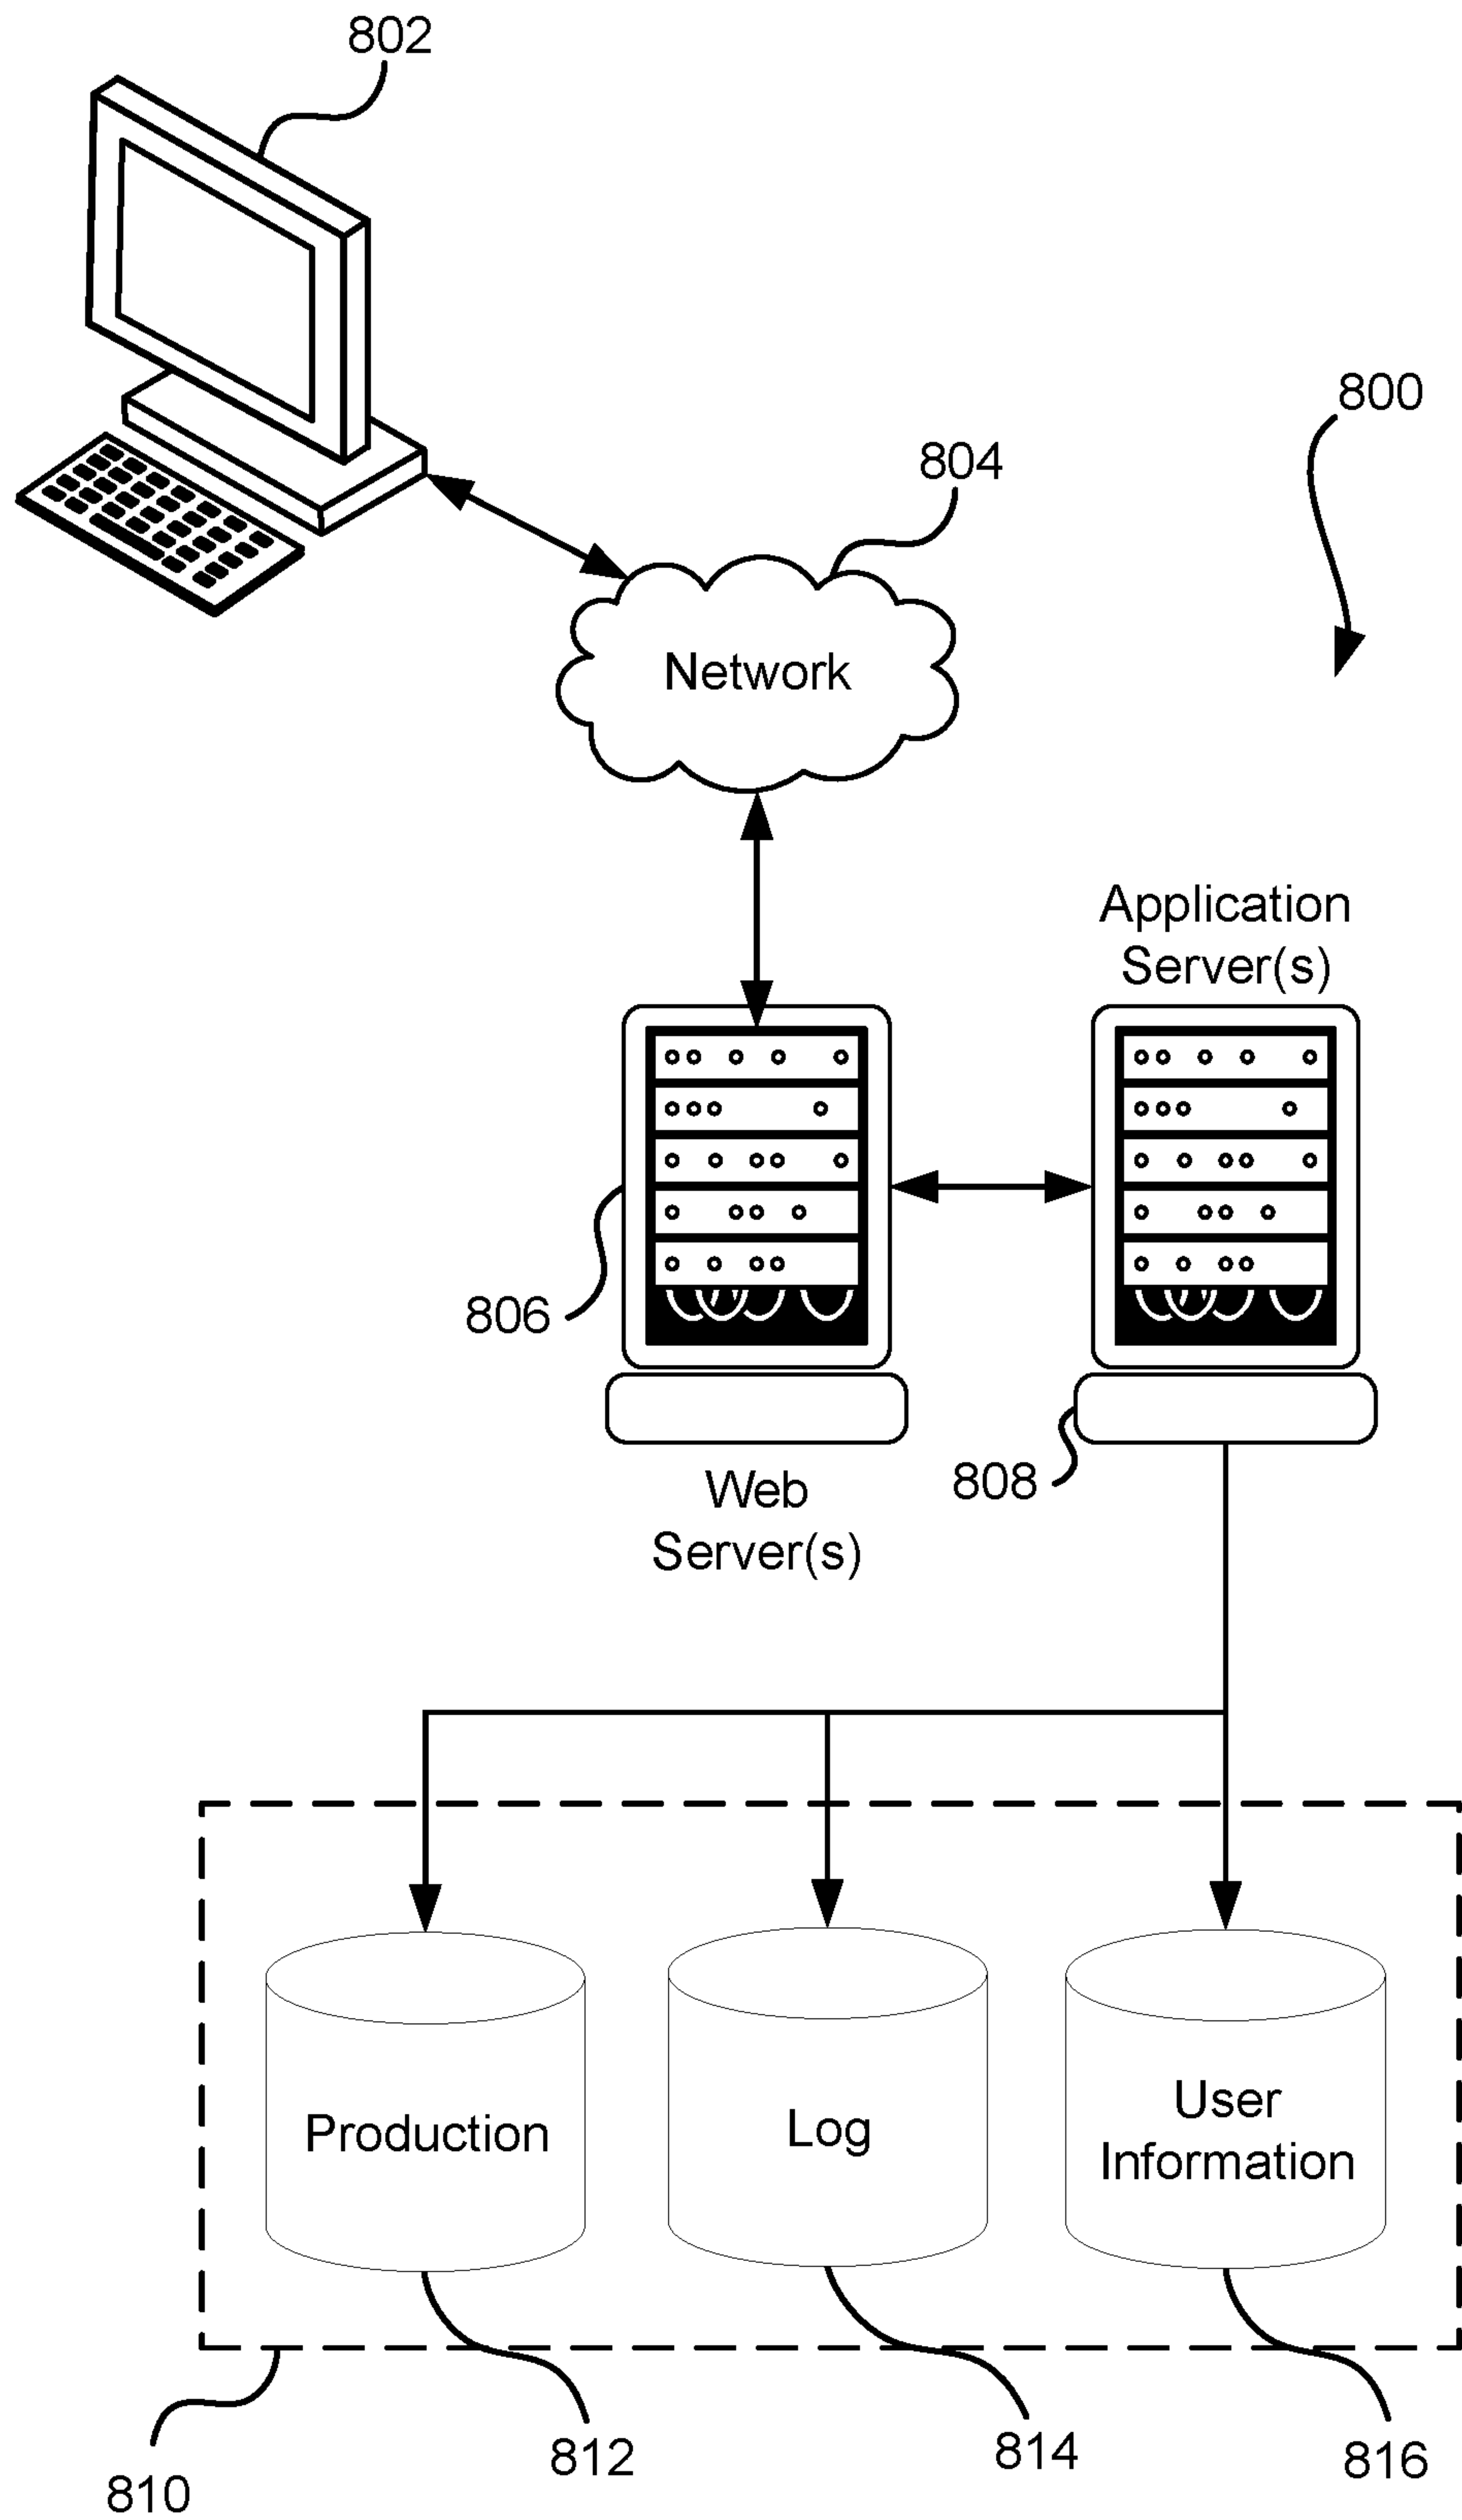 802
800
804
Network
Application
Server(s)
806
808
Web
Server(s)
Production
Log
User
Information
810
812
814
816